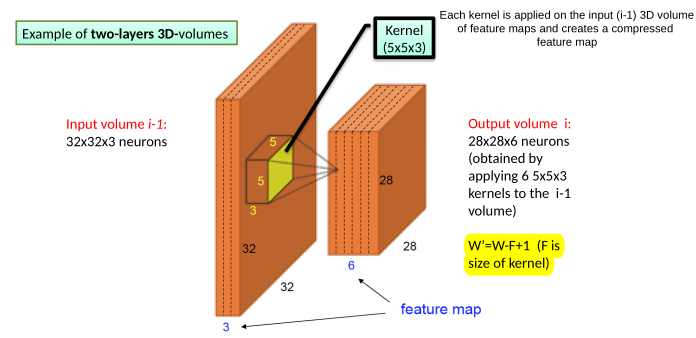 Example of two-layers 3D-volumes
Kernel
(5x5x3)
Each kernel is applied on the input (i-1) 3D volume
of feature maps and creates a compressed
feature map
Input volume i-1:
32x32x3 neurons
5
5
3
32
32
3
28
28
6
feature map
Output volume i:
28x28x6 neurons
(obtained by
applying 6 5x5x3
kernels to the i-1
volume)
W'=W-F+1 (F is
size of kernel)